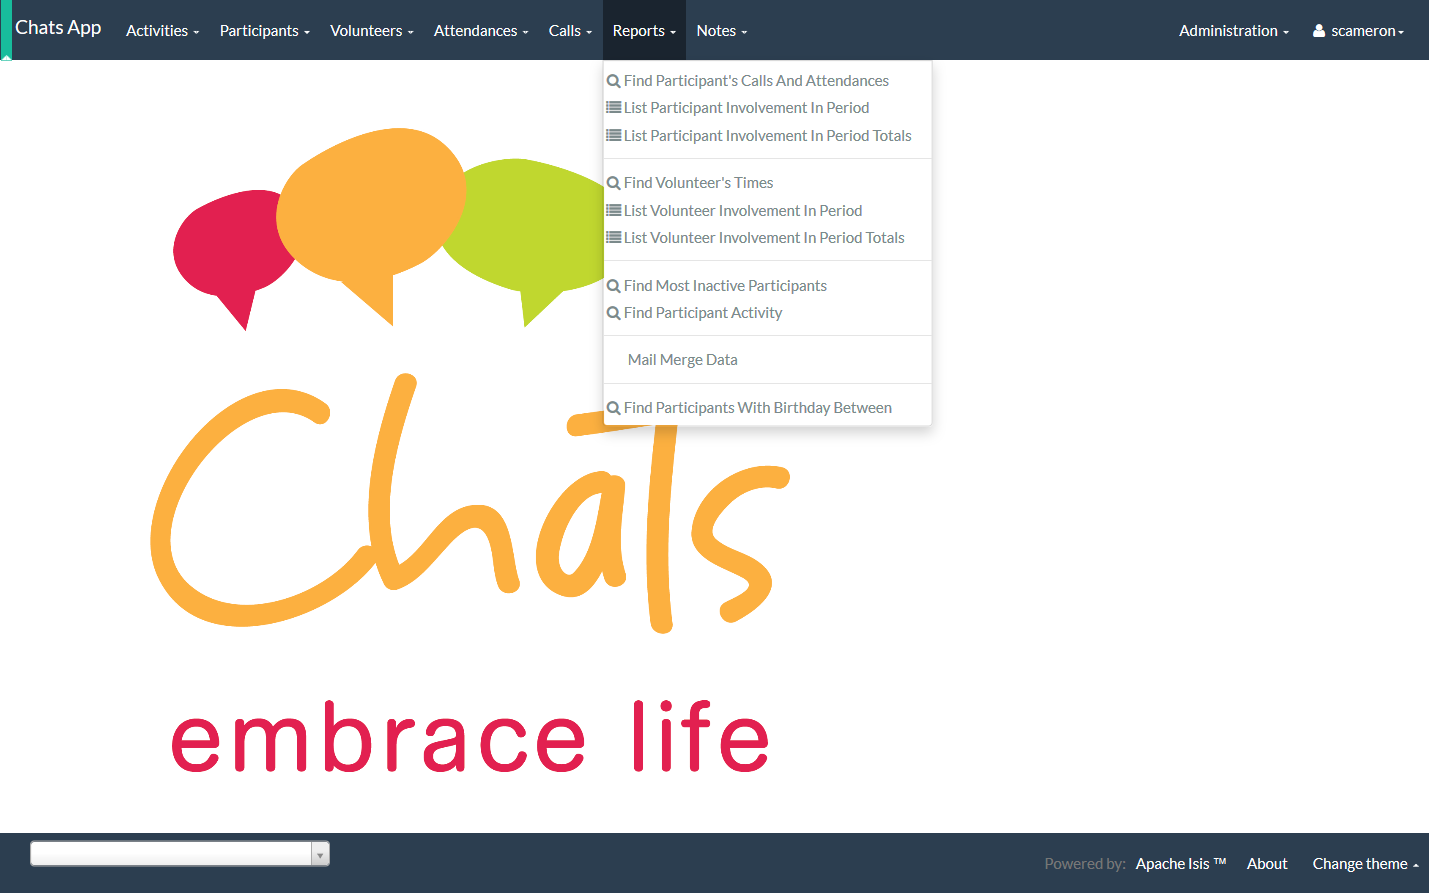 Chats App Activities Participants Volunteers Attendances Calls Reports Notes Administration scameron
Find Participant's Calls And Attendances
List Participant Involvement In Period
List Participant Involvement In Period Totals
Find Volunteer's Times
List Volunteer Involvement In Period
List Volunteer Involvement In Period Totals
Find Most Inactive Participants
Find Participant Activity
Mail Merge Data
Find Participants With Birthday Between
Chats
embrace life
Powered by: Apache Isis ™ About Change theme